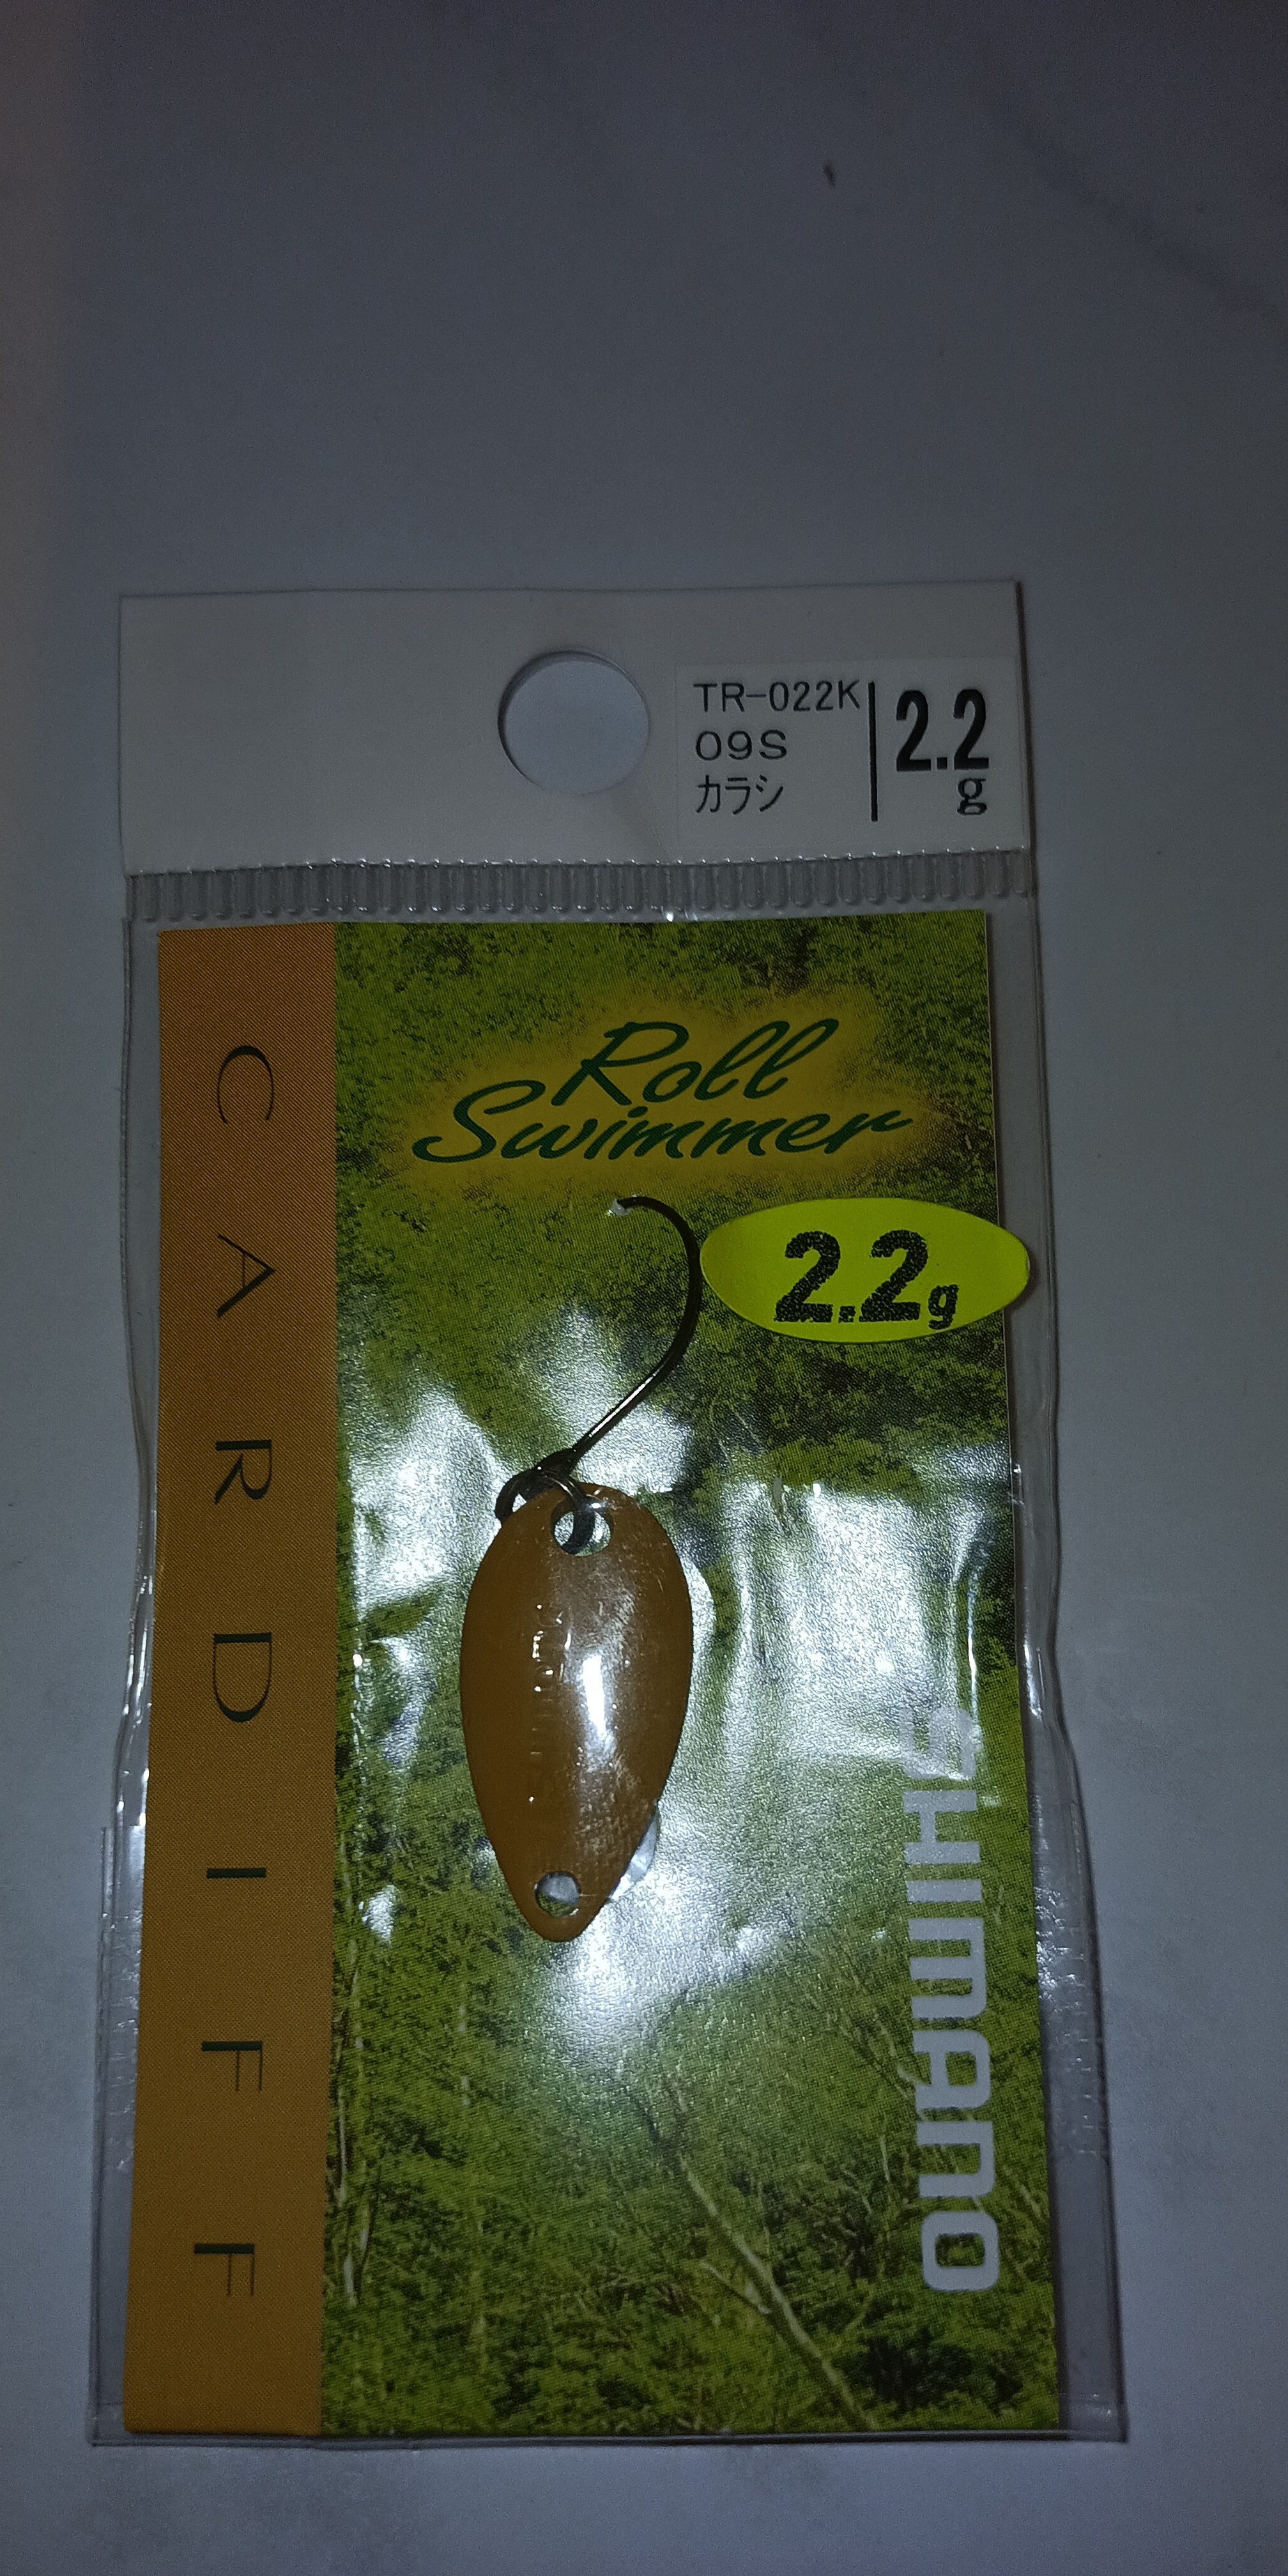 TR-022K
09S
カラシ
2.2
g
Roll
Swimmer
2.2g
CARDIFF
SHIMANO